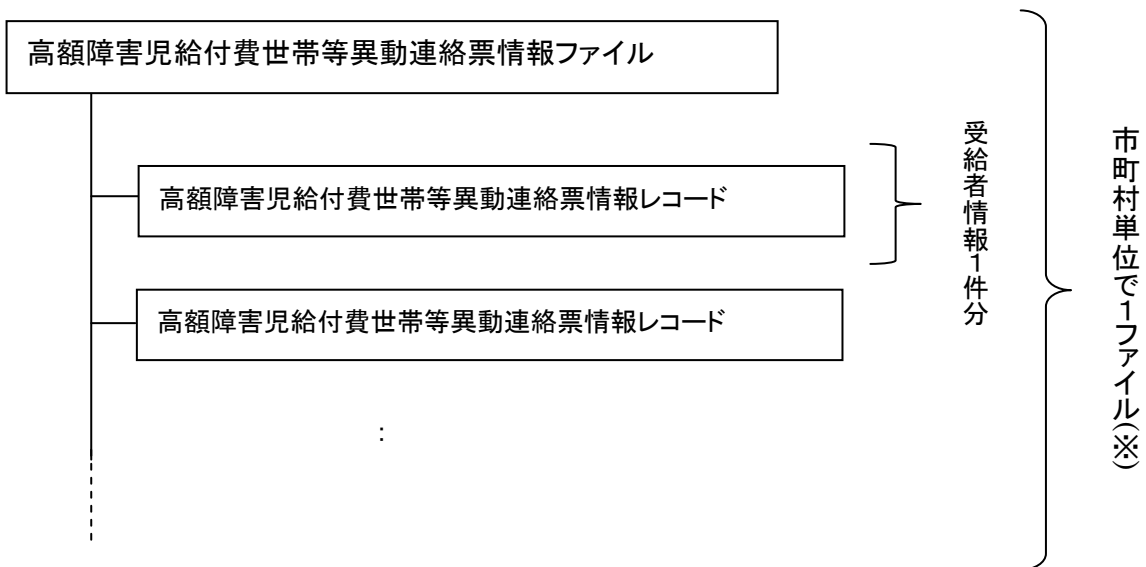 高額障害児給付費世帯等異動連絡票情報ファイル
高額障害児給付費世帯等異動連絡票情報レコード
受給者情報1件分
高額障害児給付費世帯等異動連絡票情報レコード
:
市町村単位で1ファイル(※)